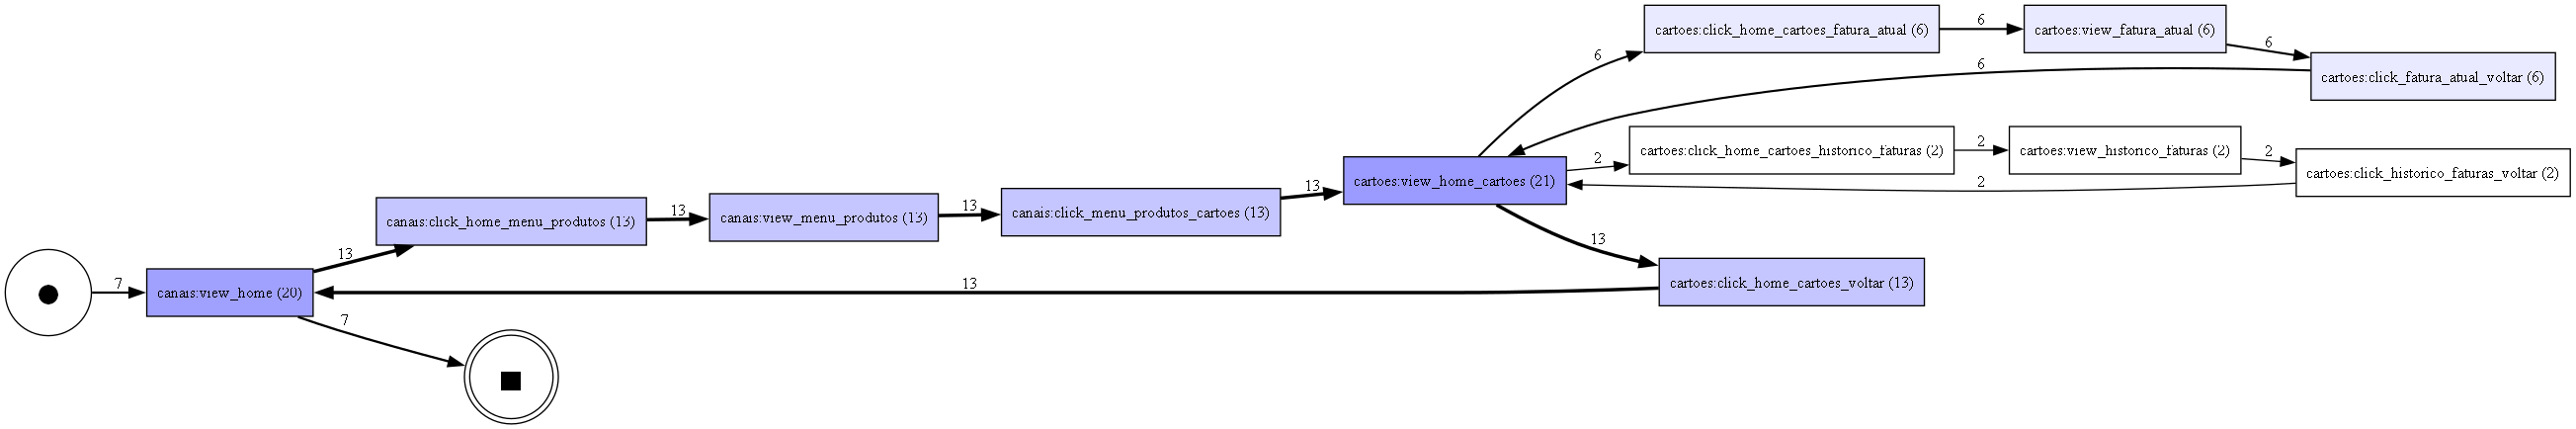 7
canais:view_home (20)
13
canais:click_home_menu_produtos (13)
13
canais:view_menu_produtos (13)
13
canais:click_menu_produtos_cartoes (13)
13
cartoes:view_home_cartoes (21)
6
cartoes:click_home_cartoes_fatura_atual (6)
6
cartoes:view_fatura_atual (6)
6
cartoes:click_fatura_atual_voltar (6)
6
2
cartoes:click_home_cartoes_historico_faturas (2)
2
cartoes:view_historico_faturas (2)
2
cartoes:click_historico_faturas_voltar (2)
2
13
cartoes:click_home_cartoes_voltar (13)
13
7